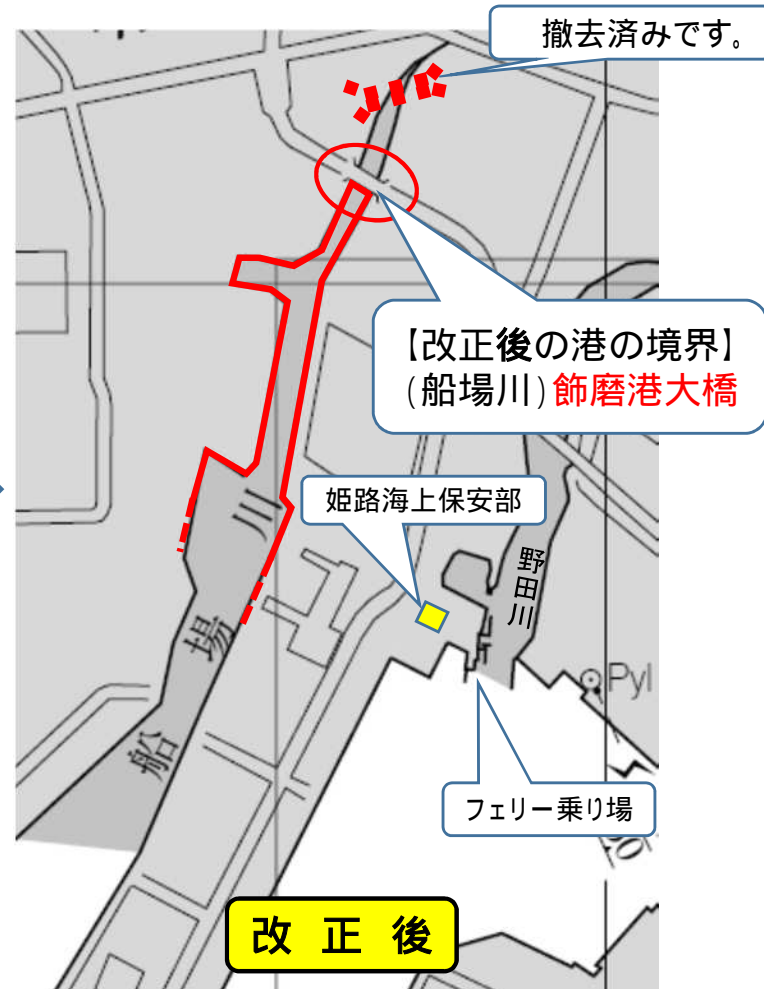 撤去済みです。
【改正後の港の境界】
(船場川)飾磨港大橋
姫路海上保安部
野田川
船場川
Pyl
フェリー乗り場
改 正 後